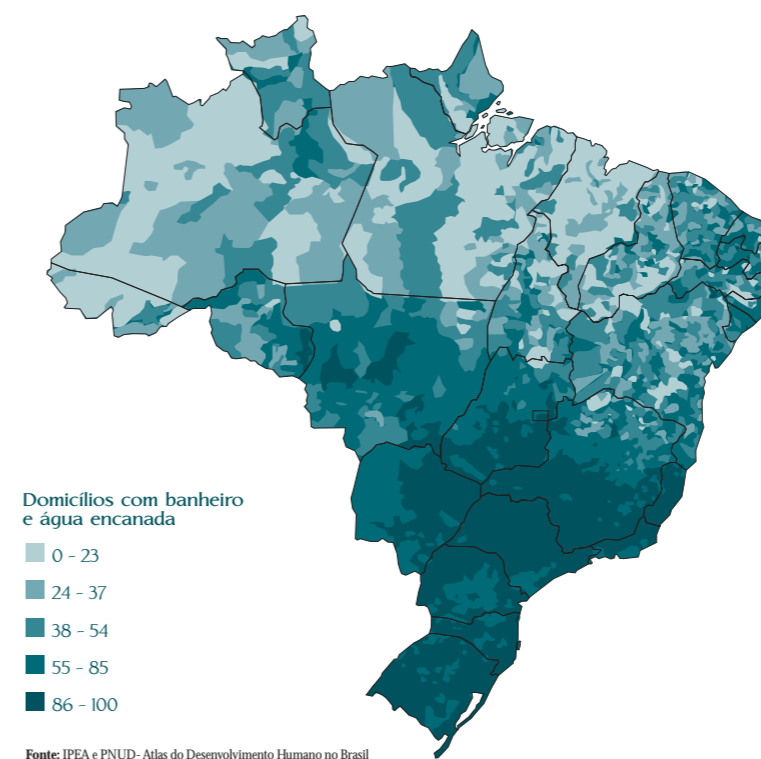 Domicílios com banheiro
e água encanada
0 - 23
24 - 37
38 - 54
55 - 85
86 - 100
Fonte: IPEA e PNUD- Atlas do Desenvolvimento Humano no Brasil